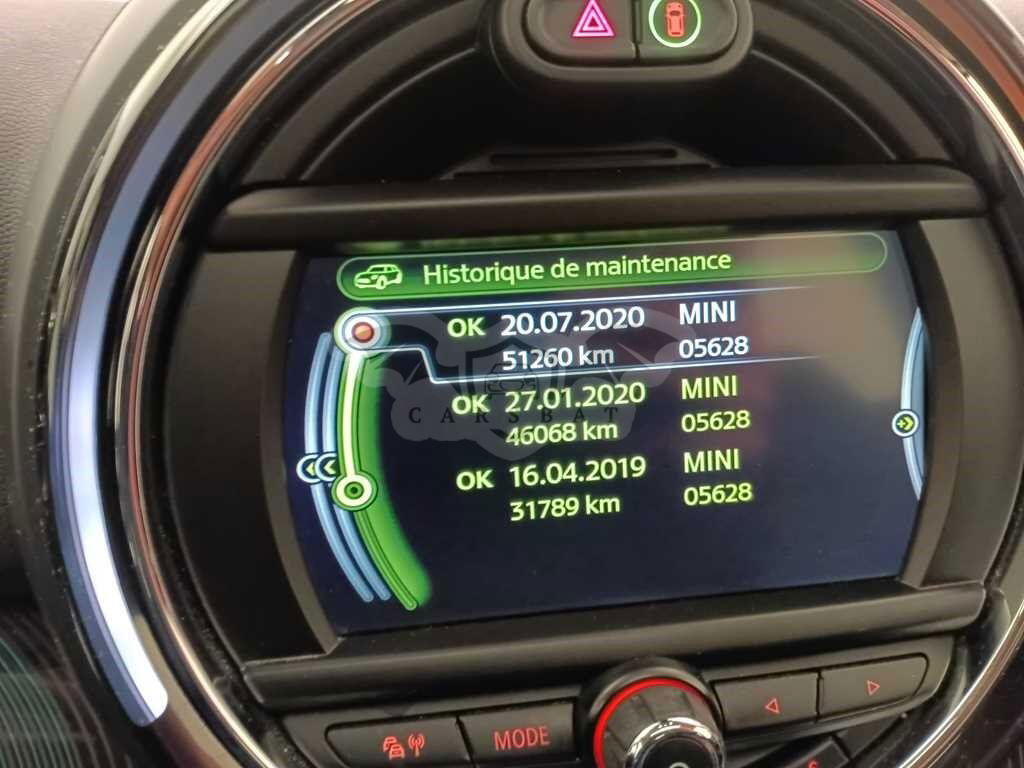 Historique de maintenance
OK 20.07.2020 MINI
51260 km 05628
OK 27.01.2020 MINI
46068 km 05628
CARSBAT
OK 16.04.2019 MINI
31789 km 05628
MODE